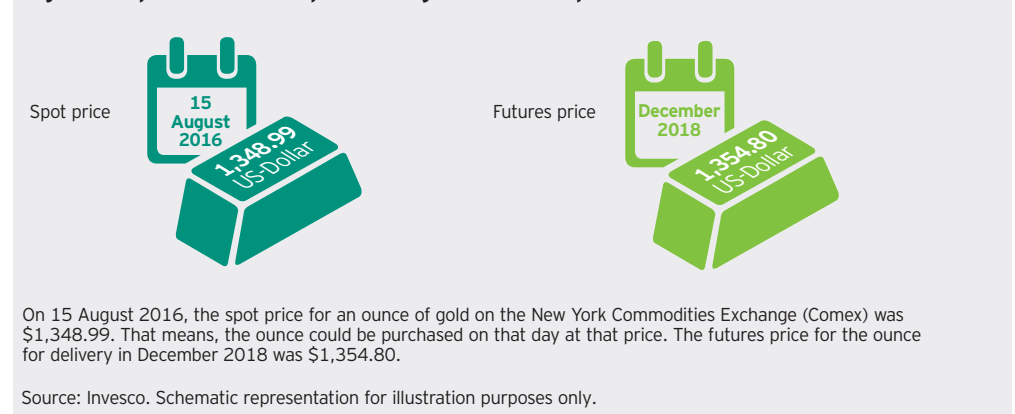 Spot price
15
August
2016
1,348.99
US-Dollar
Futures price
December
2018
1,354.80
US-Dollar
On 15 August 2016, the spot price for an ounce of gold on the New York Commodities Exchange (Comex) was
$1,348.99. That means, the ounce could be purchased on that day at that price. The futures price for the ounce
for delivery in December 2018 was $1,354.80.
Source: Invesco. Schematic representation for illustration purposes only.